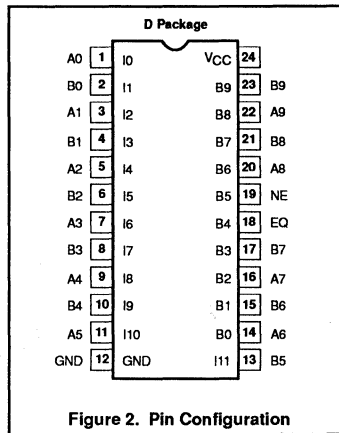 D Package
A0 1 I0 VCC 24
B0 2 I1 B9 23 B9
A1 3 I2 B8 22 A9
B1 4 I3 B7 21 B8
A2 5 I4 B6 20 A8
B2 6 I5 B5 19 NE
A3 7 I6 B4 18 EQ
B3 8 I7 B3 17 B7
A4 9 I8 B2 16 A7
B4 10 I9 B1 15 B6
A5 11 I10 B0 14 A6
GND 12 GND I11 13 B5
Figure 2. Pin Configuration